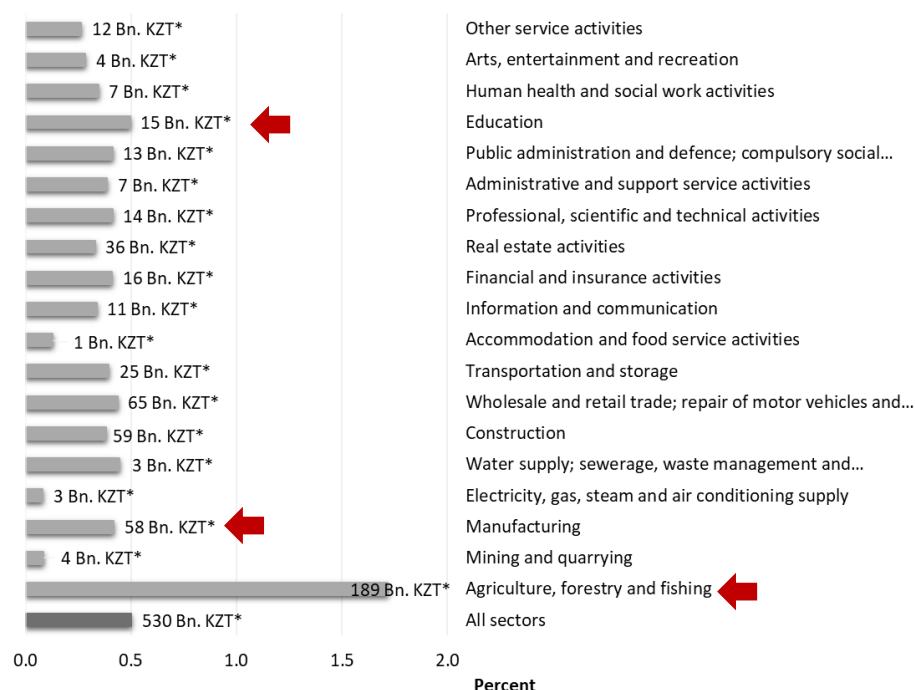 12 Bn. KZT* Other service activities
4 Bn. KZT* Arts, entertainment and recreation
7 Bn. KZT* Human health and social work activities
15 Bn. KZT* Education
13 Bn. KZT* Public administration and defence; compulsory social...
7 Bn. KZT* Administrative and support service activities
14 Bn. KZT* Professional, scientific and technical activities
36 Bn. KZT* Real estate activities
16 Bn. KZT* Financial and insurance activities
11 Bn. KZT* Information and communication
1 Bn. KZT* Accommodation and food service activities
25 Bn. KZT* Transportation and storage
65 Bn. KZT* Wholesale and retail trade; repair of motor vehicles and...
59 Bn. KZT* Construction
3 Bn. KZT* Water supply; sewerage, waste management and...
3 Bn. KZT* Electricity, gas, steam and air conditioning supply
58 Bn. KZT* Manufacturing
4 Bn. KZT* Mining and quarrying
189 Bn. KZT* Agriculture, forestry and fishing
530 Bn. KZT* All sectors
0.0 0.5 1.0 1.5 2.0
Percent